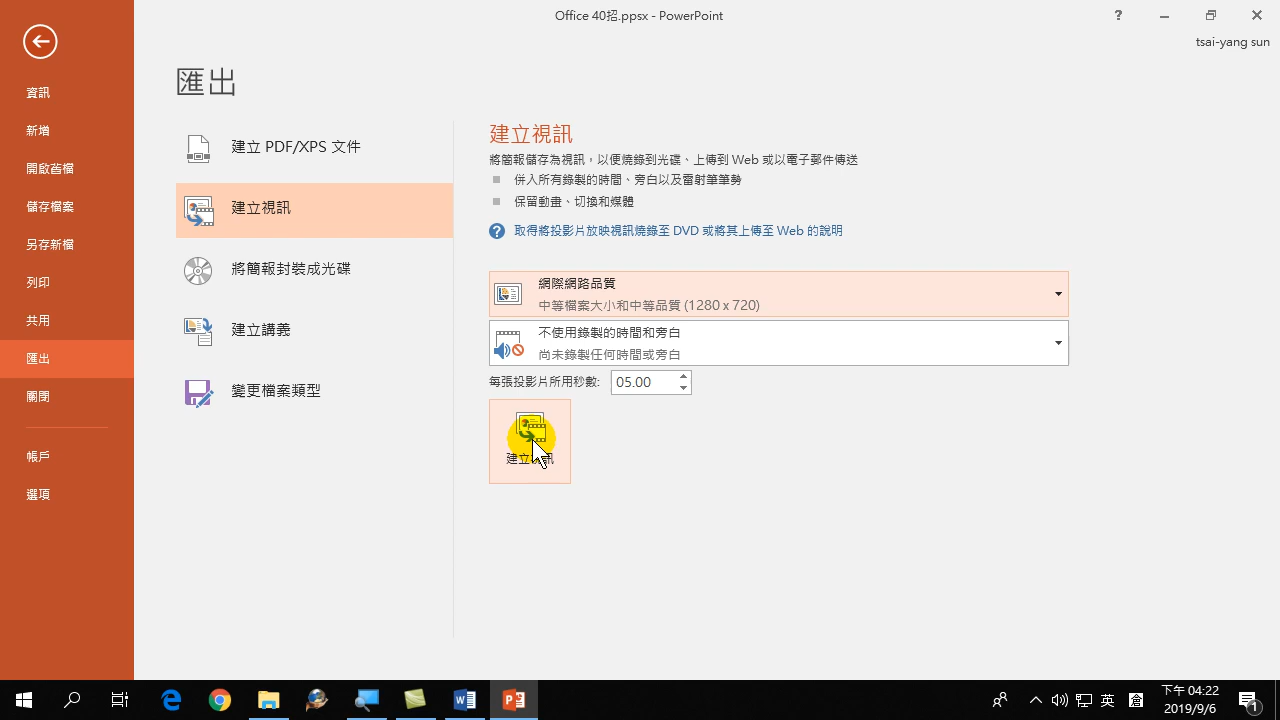 Office 40招.ppsx - PowerPoint
?
tsai-yang sun
資訊
新增
開啟舊檔
儲存檔案
另存新檔
列印
共用
匯出
關閉
帳戶
選項
匯出
建立 PDF/XPS 文件
建立視訊
將簡報封裝成光碟
建立講義
變更檔案類型
建立視訊
將簡報儲存為視訊，以便燒錄到光碟、上傳到 Web 或以電子郵件傳送
併入所有錄製的時間、旁白以及雷射筆筆勢
保留動畫、切換和媒體
取得將投影片放映視訊燒錄至 DVD 或將其上傳至 Web 的說明
網際網路品質
中等檔案大小和中等品質 (1280 x 720)
不使用錄製的時間和旁白
尚未錄製任何時間或旁白
每張投影片所用秒數: 05.00
建立視訊
英 倉
下午 04:22
2019/9/6
1